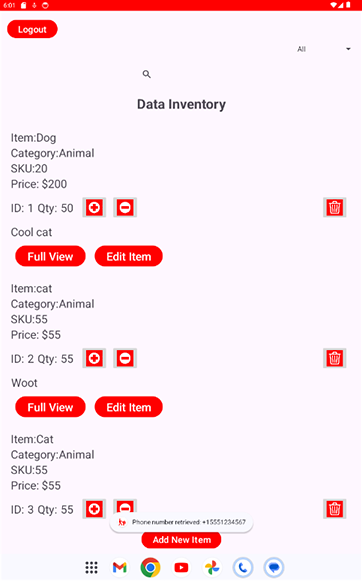 6:01
Logout
All
Data Inventory
Item:Dog
Category:Animal
SKU:20
Price: $200
ID: 1 Qty: 50
Cool cat
Full View Edit Item
Item:cat
Category:Animal
SKU:55
Price: $55
ID: 2 Qty: 55
Woot
Full View Edit Item
Item:Cat
Category:Animal
SKU:55
Price: $55
ID: 3 Qty: 55
Phone number retrieved: +15551234567
Add New Item